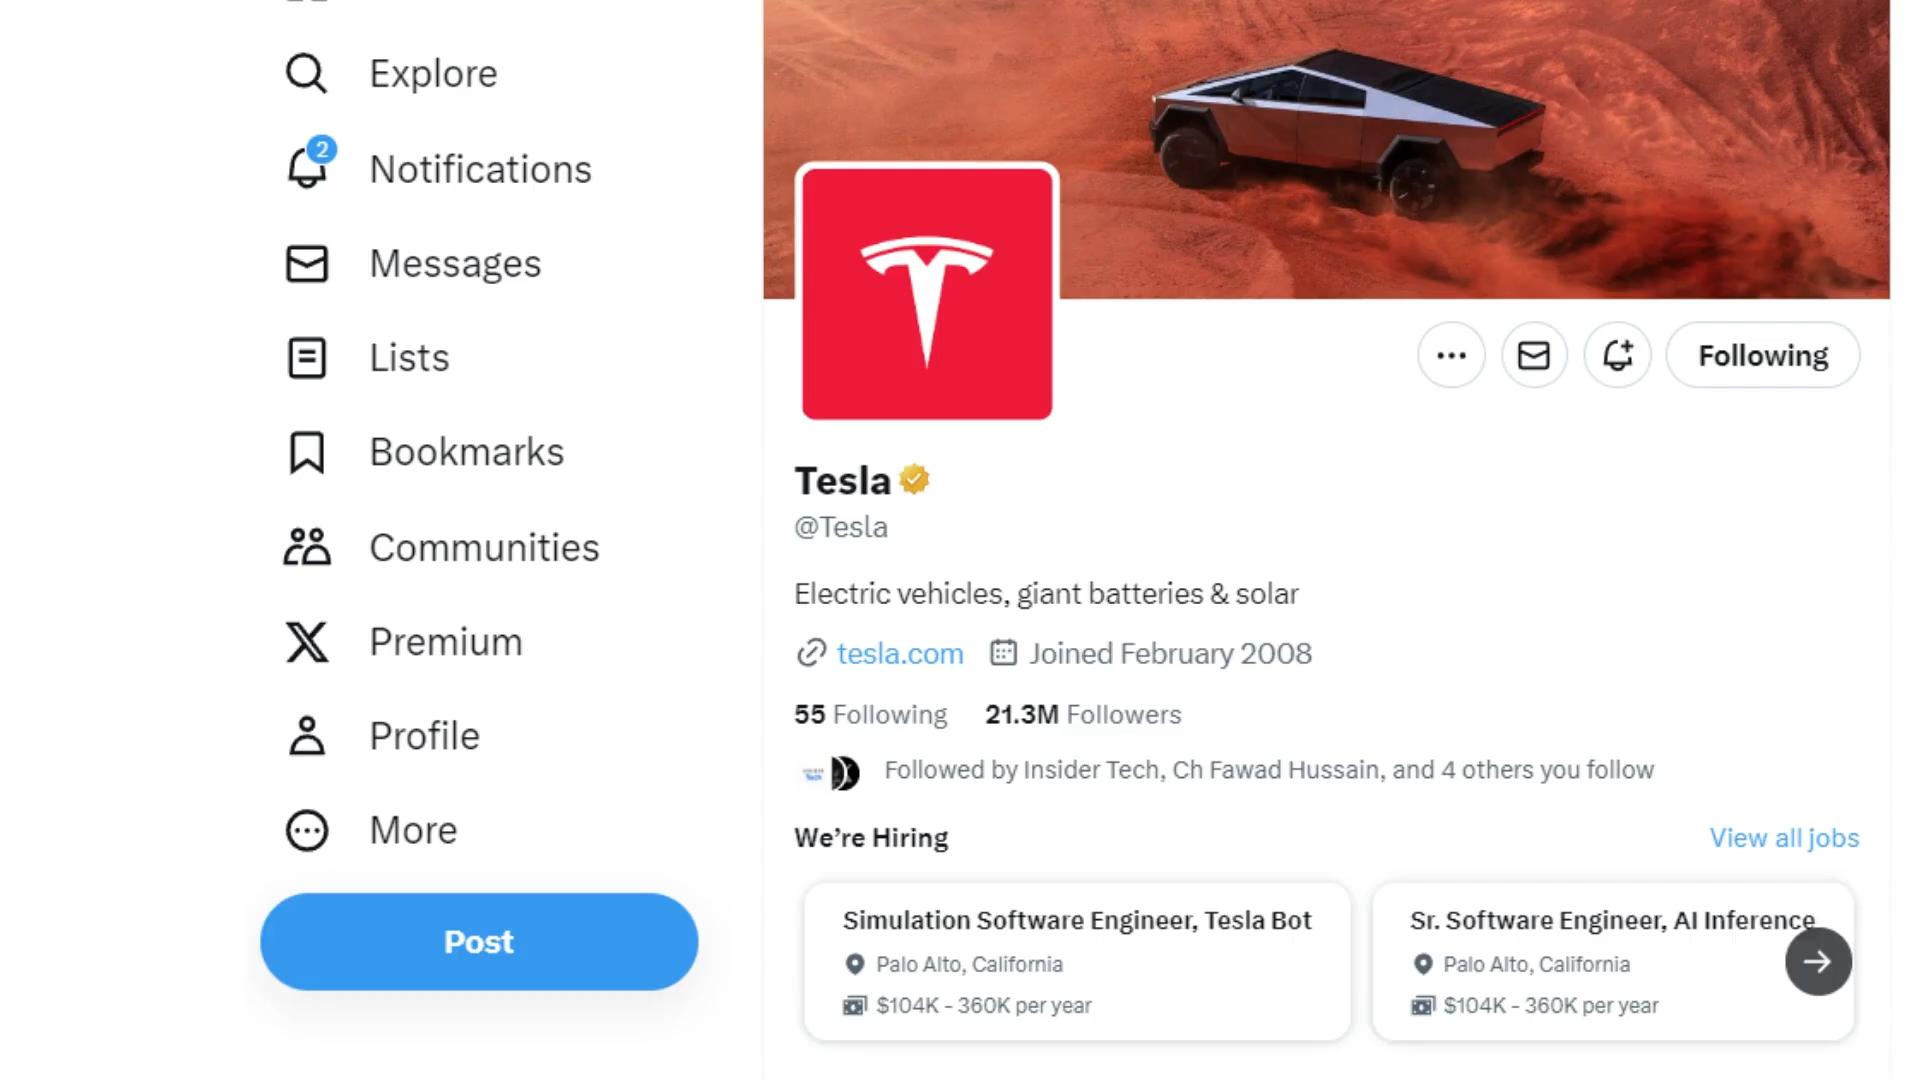 Explore
2
Notifications
Messages
Lists
Bookmarks
Communities
Premium
Profile
More
Post
Following
Tesla
@Tesla
Electric vehicles, giant batteries & solar
tesla.com Joined February 2008
55 Following 21.3M Followers
Followed by Insider Tech, Ch Fawad Hussain, and 4 others you follow
We’re Hiring View all jobs
Simulation Software Engineer, Tesla Bot
Palo Alto, California
$104K - 360K per year
Sr. Software Engineer, AI Inference
Palo Alto, California
$104K - 360K per year